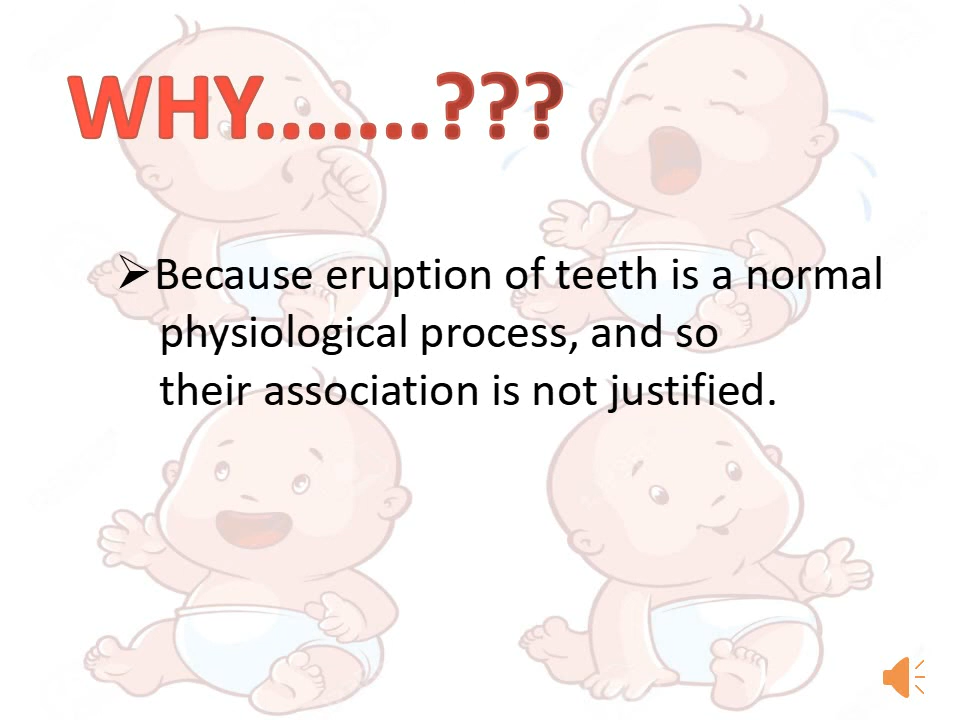 WHY.......???
➢Because eruption of teeth is a normal
physiological process, and so
their association is not justified.